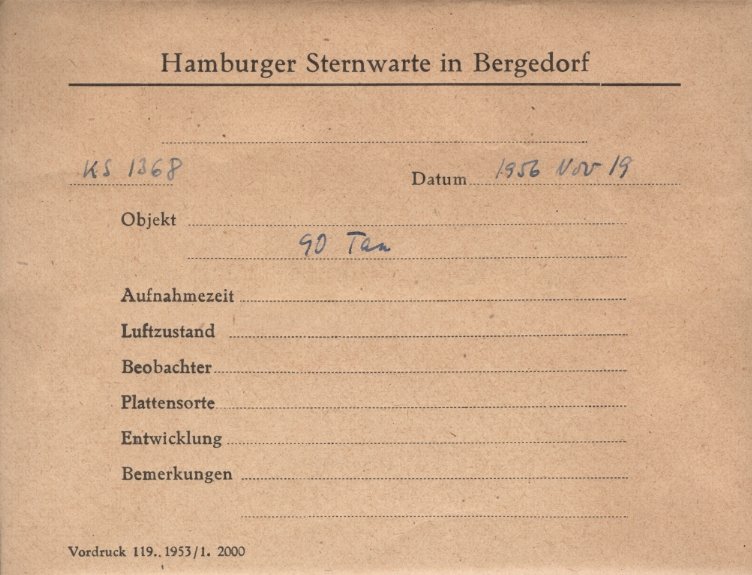 Hamburger Sternwarte in Bergedorf
KS 1368 Datum 1956 Nov 19
Objekt
90 Tau
Aufnahmezeit
Luftzustand
Beobachter
Plattensorte
Entwicklung
Bemerkungen
Vordruck 119. 1953/1. 2000